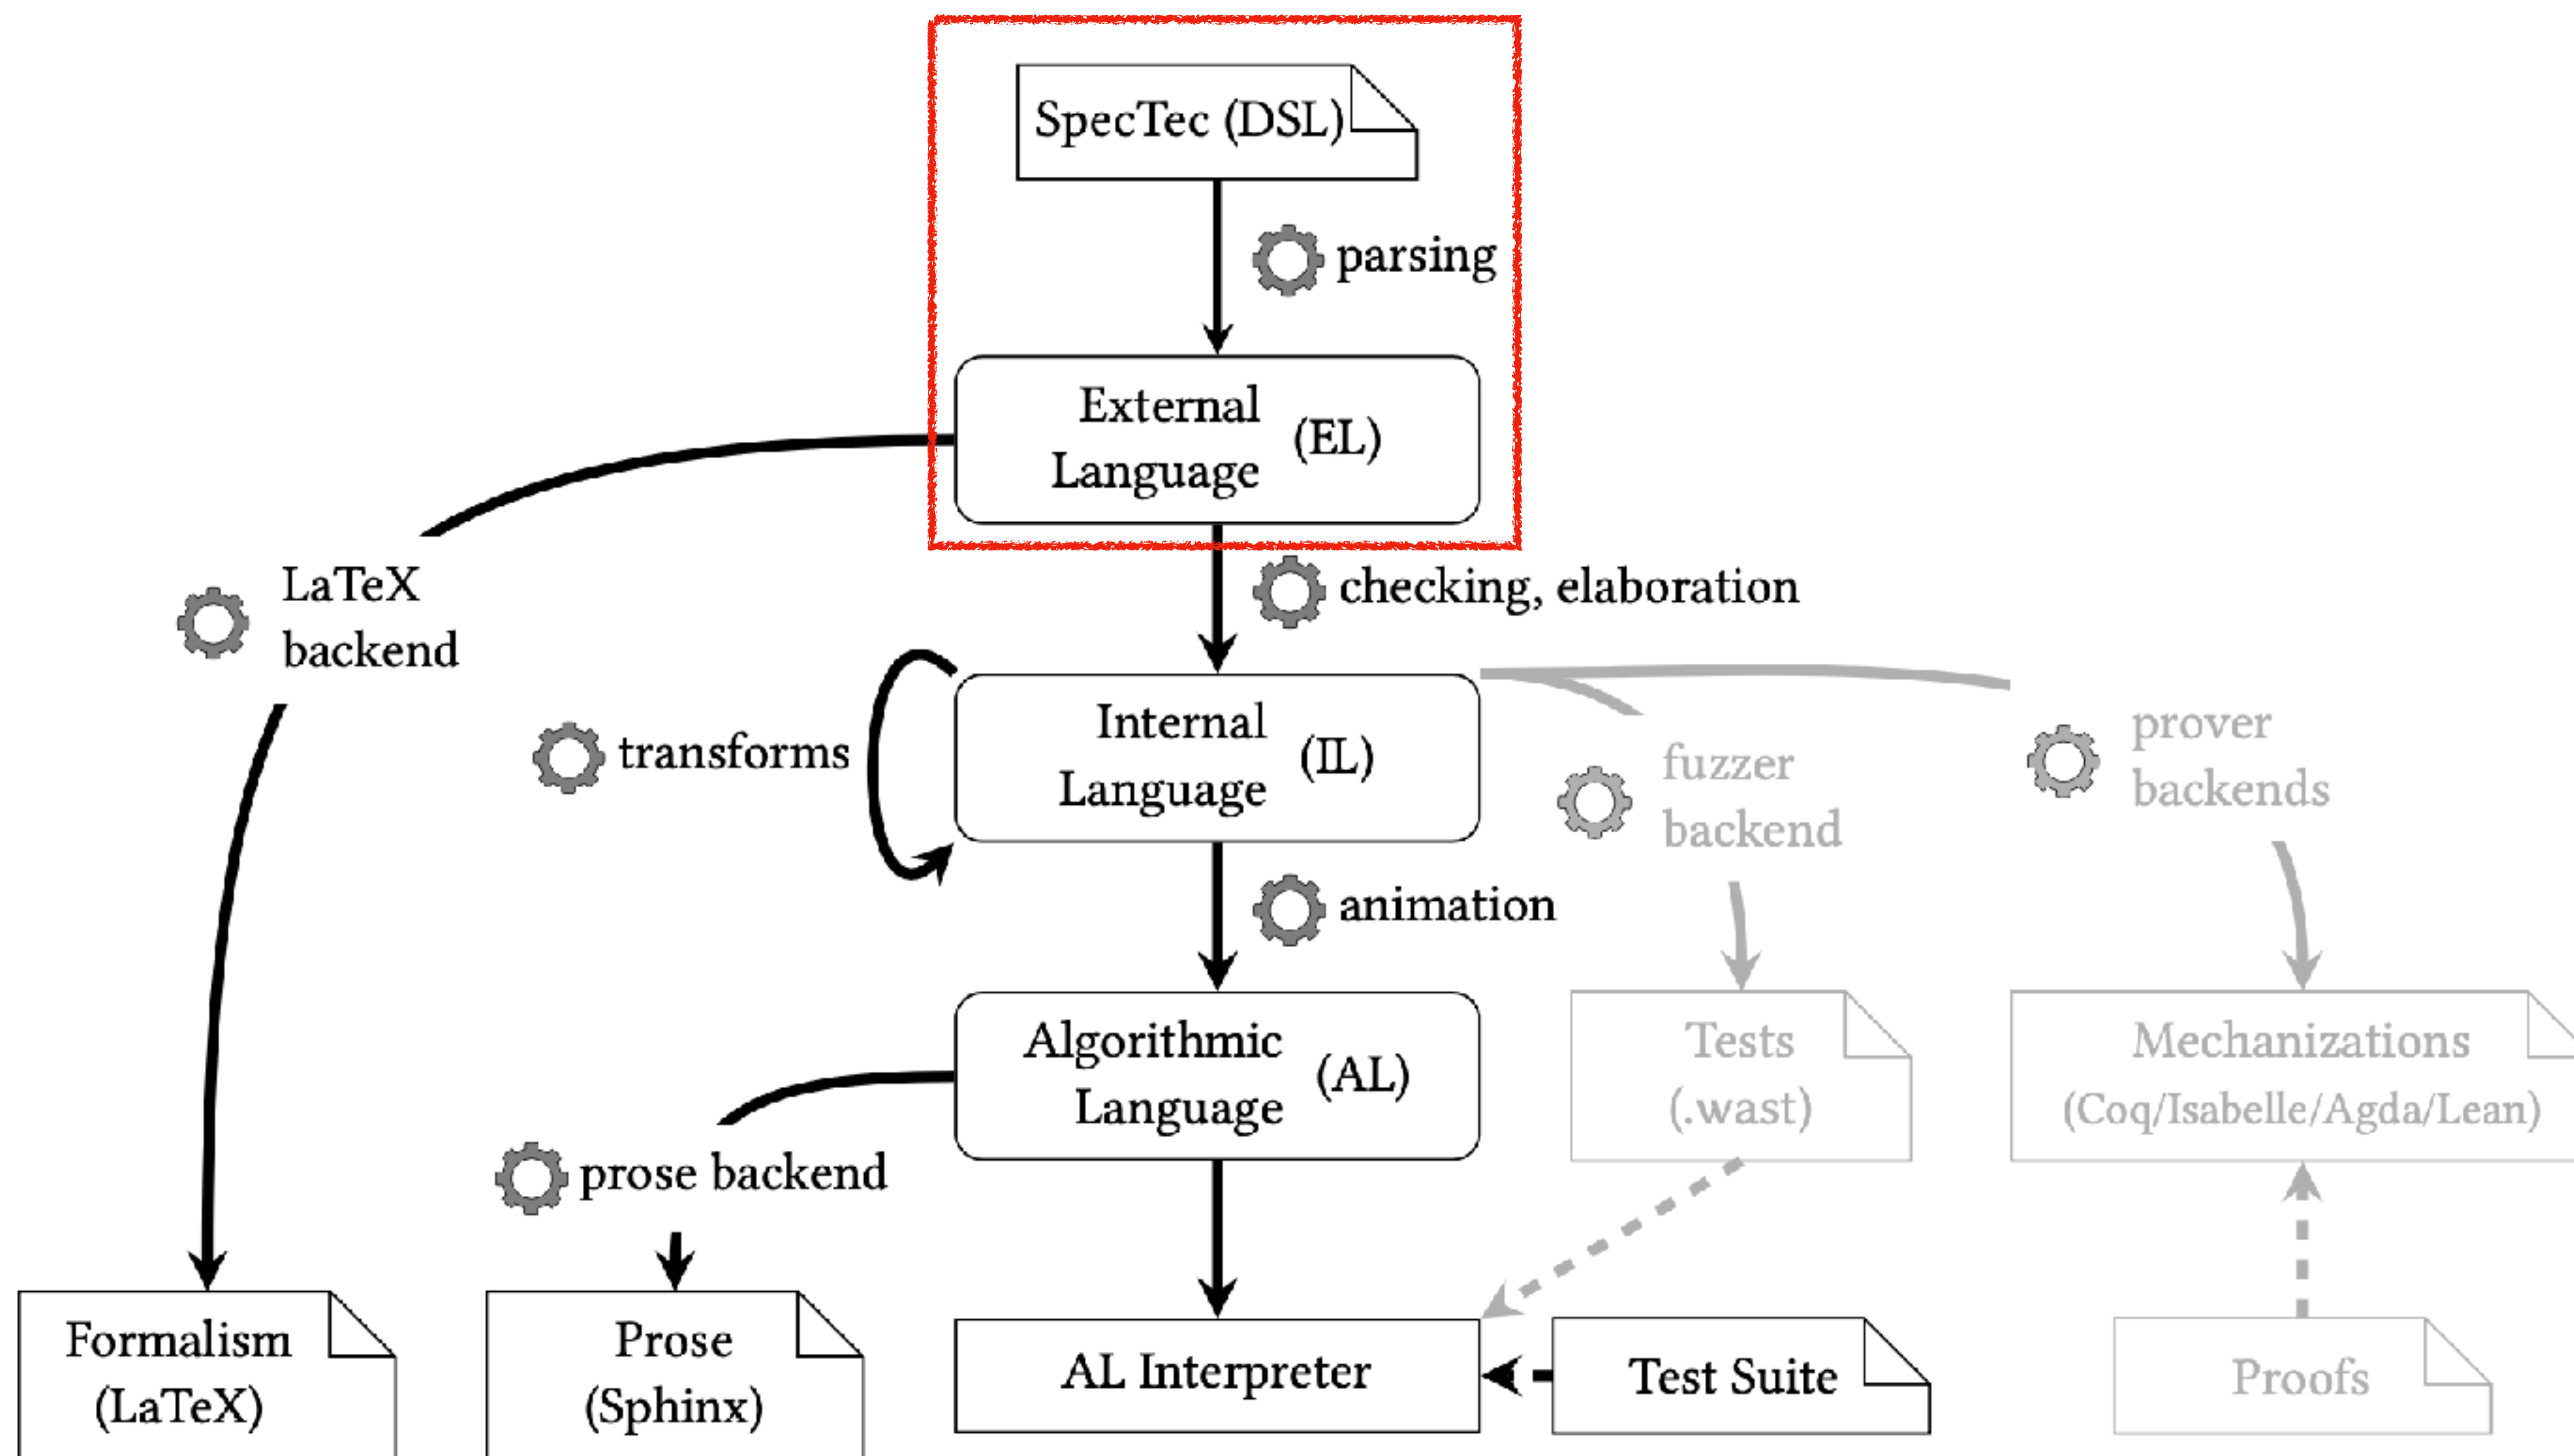 SpecTec (DSL)
parsing
External
Language
(EL)
LaTeX
backend
checking, elaboration
transforms
Internal
Language
(IL)
fuzzer
backend
prover
backends
animation
Algorithmic
Language
(AL)
Tests
(.wast)
Mechanizations
(Coq/Isabelle/Agda/Lean)
prose backend
Formalism
(LaTeX)
Prose
(Sphinx)
AL Interpreter
Test Suite
Proofs